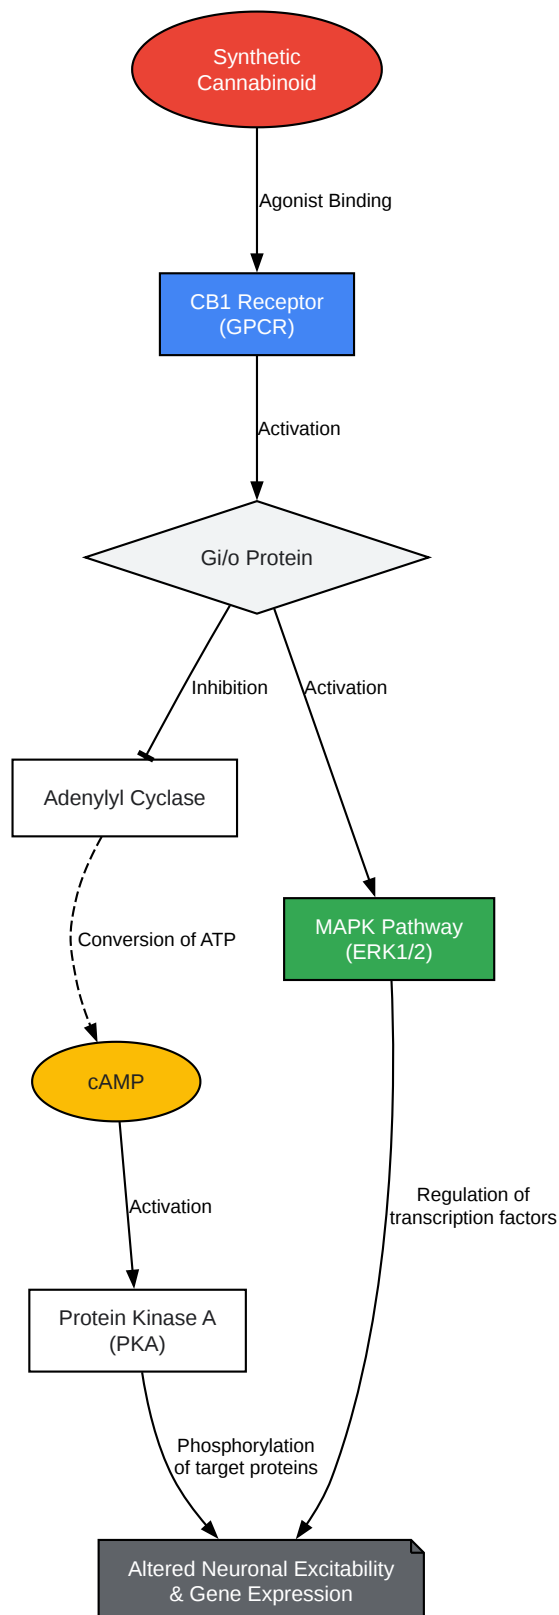 Synthetic
Cannabinoid
Agonist Binding
CB1 Receptor
(GPCR)
Activation
Gi/o Protein
Inhibition
Activation
Adenylyl Cyclase
MAPK Pathway
(ERK1/2)
Conversion of ATP
cAMP
Activation
Regulation of
transcription factors
Protein Kinase A
(PKA)
Phosphorylation
of target proteins
Altered Neuronal Excitability
& Gene Expression